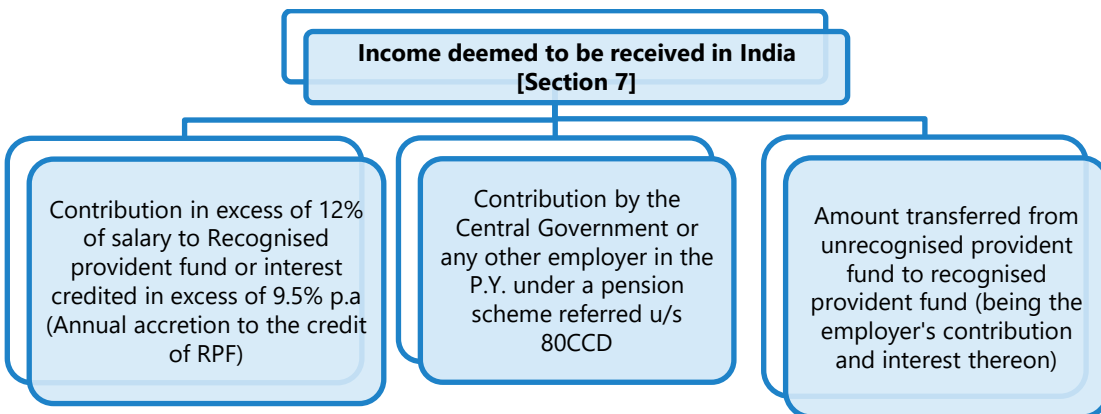 Income deemed to be received in India
[Section 7]
Contribution in excess of 12%
of salary to Recognised
provident fund or interest
credited in excess of 9.5% p.a
(Annual accretion to the credit
of RPF)
Contribution by the
Central Government or
any other employer in the
P.Y. under a pension
scheme referred u/s
80CCD
Amount transferred from
unrecognised provident
fund to recognised
provident fund (being the
employer's contribution
and interest thereon)